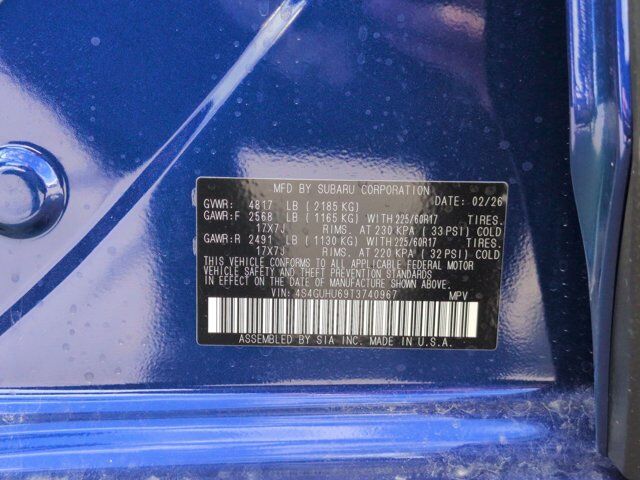 MFD BY SUBARU CORPORATION DATE: 02/26
GVWR: 4817 LB (2185 KG)
GAWR:F 2568 LB (1165 KG) WITH 225/60R17 TIRES.
17X7J RIMS. AT 230 KPA (33 PSI) COLD
GAWR:R 2491 LB (1130 KG) WITH 225/60R17 TIRES.
17X7J RIMS. AT 220 KPA (32 PSI) COLD
THIS VEHICLE CONFORMS TO ALL APPLICABLE FEDERAL MOTOR
VEHICLE SAFETY AND THEFT PREVENTION STANDARDS
IN EFFECT ON THE DATE OF MANUFACTURE SHOWN ABOVE.
VIN: 4S4GUHU69T3740967 MPV
ASSEMBLED BY SIA INC. MADE IN U.S.A.